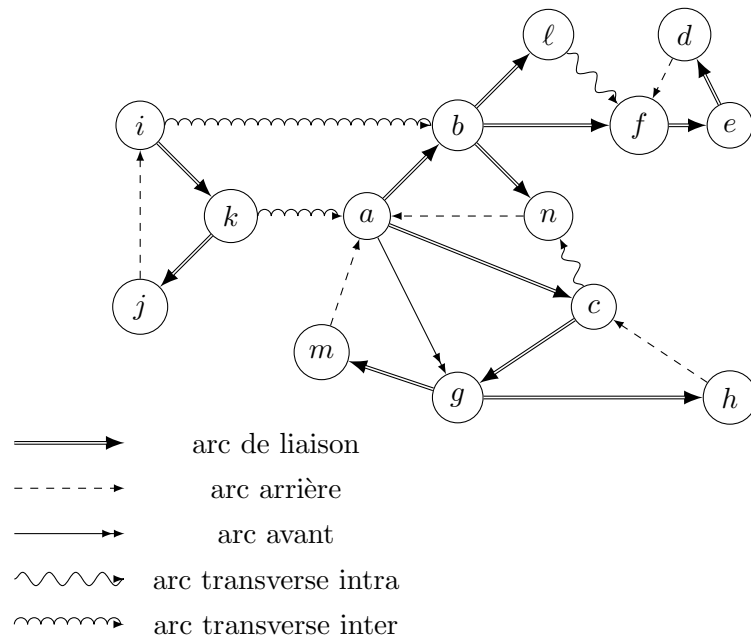 ℓ d
i b f e
k a n
j c
m g h
arc de liaison
arc arrière
arc avant
arc transverse intra
arc transverse inter